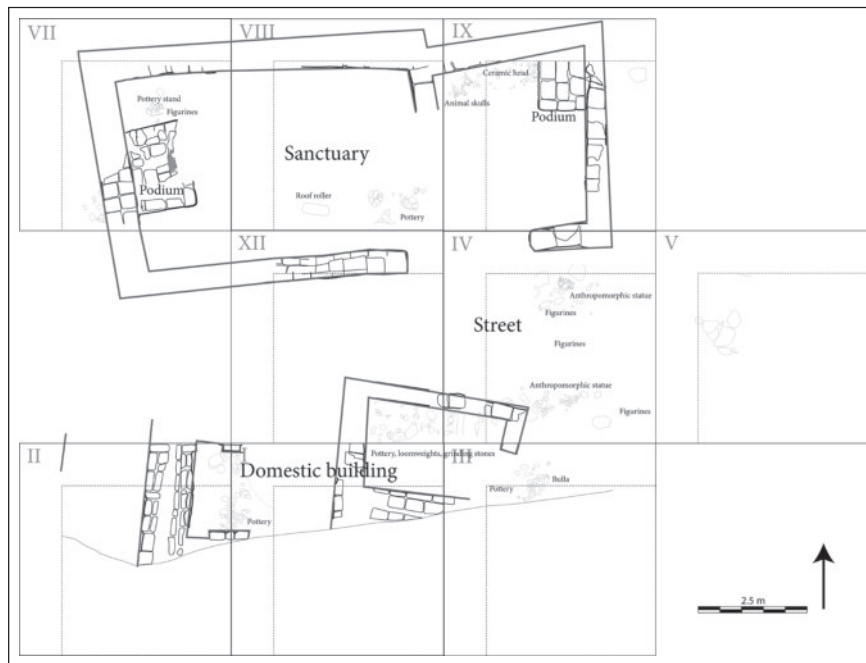 VII
VIII
IX
Pottery stand
Figurines
Ceramic head
Animal skulls
Podium
Sanctuary
Podium
Roof roller
Pottery
XII
IV
V
Anthropomorphic statue
Figurines
Street
Figurines
Anthropomorphic statue
Figurines
II
Pottery, loomweights, grinding stones
III
Domestic building
Bulla
Pottery
Pottery
2.5 m